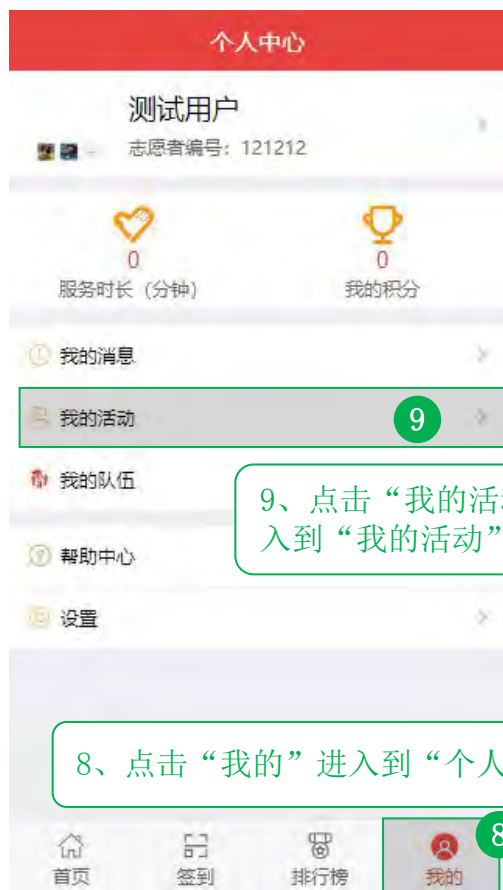 个人中心
测试用户
志愿者编号：121212
0
0
服务时长（分钟）
我的积分
我的消息
我的活动
9
我的队伍
9、点击“我的活
入到“我的活动”
帮助中心
设置
8、点击“我的”进入到“个人
8
首页
签到
排行榜
我的